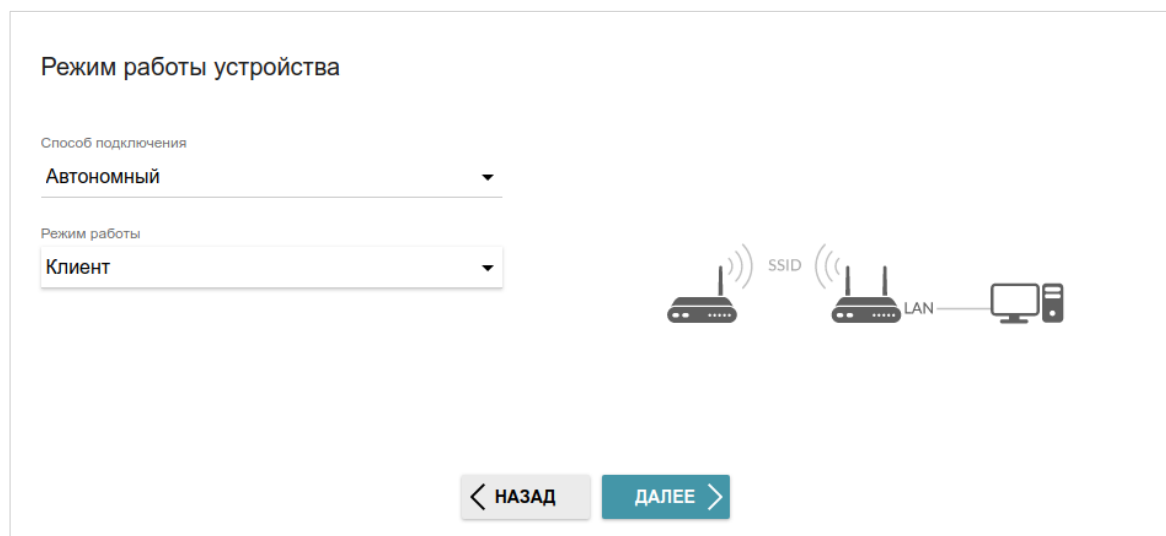 Режим работы устройства
Способ подключения
Автономный
Режим работы
Клиент
SSID
LAN
НАЗАД
ДАЛЕЕ